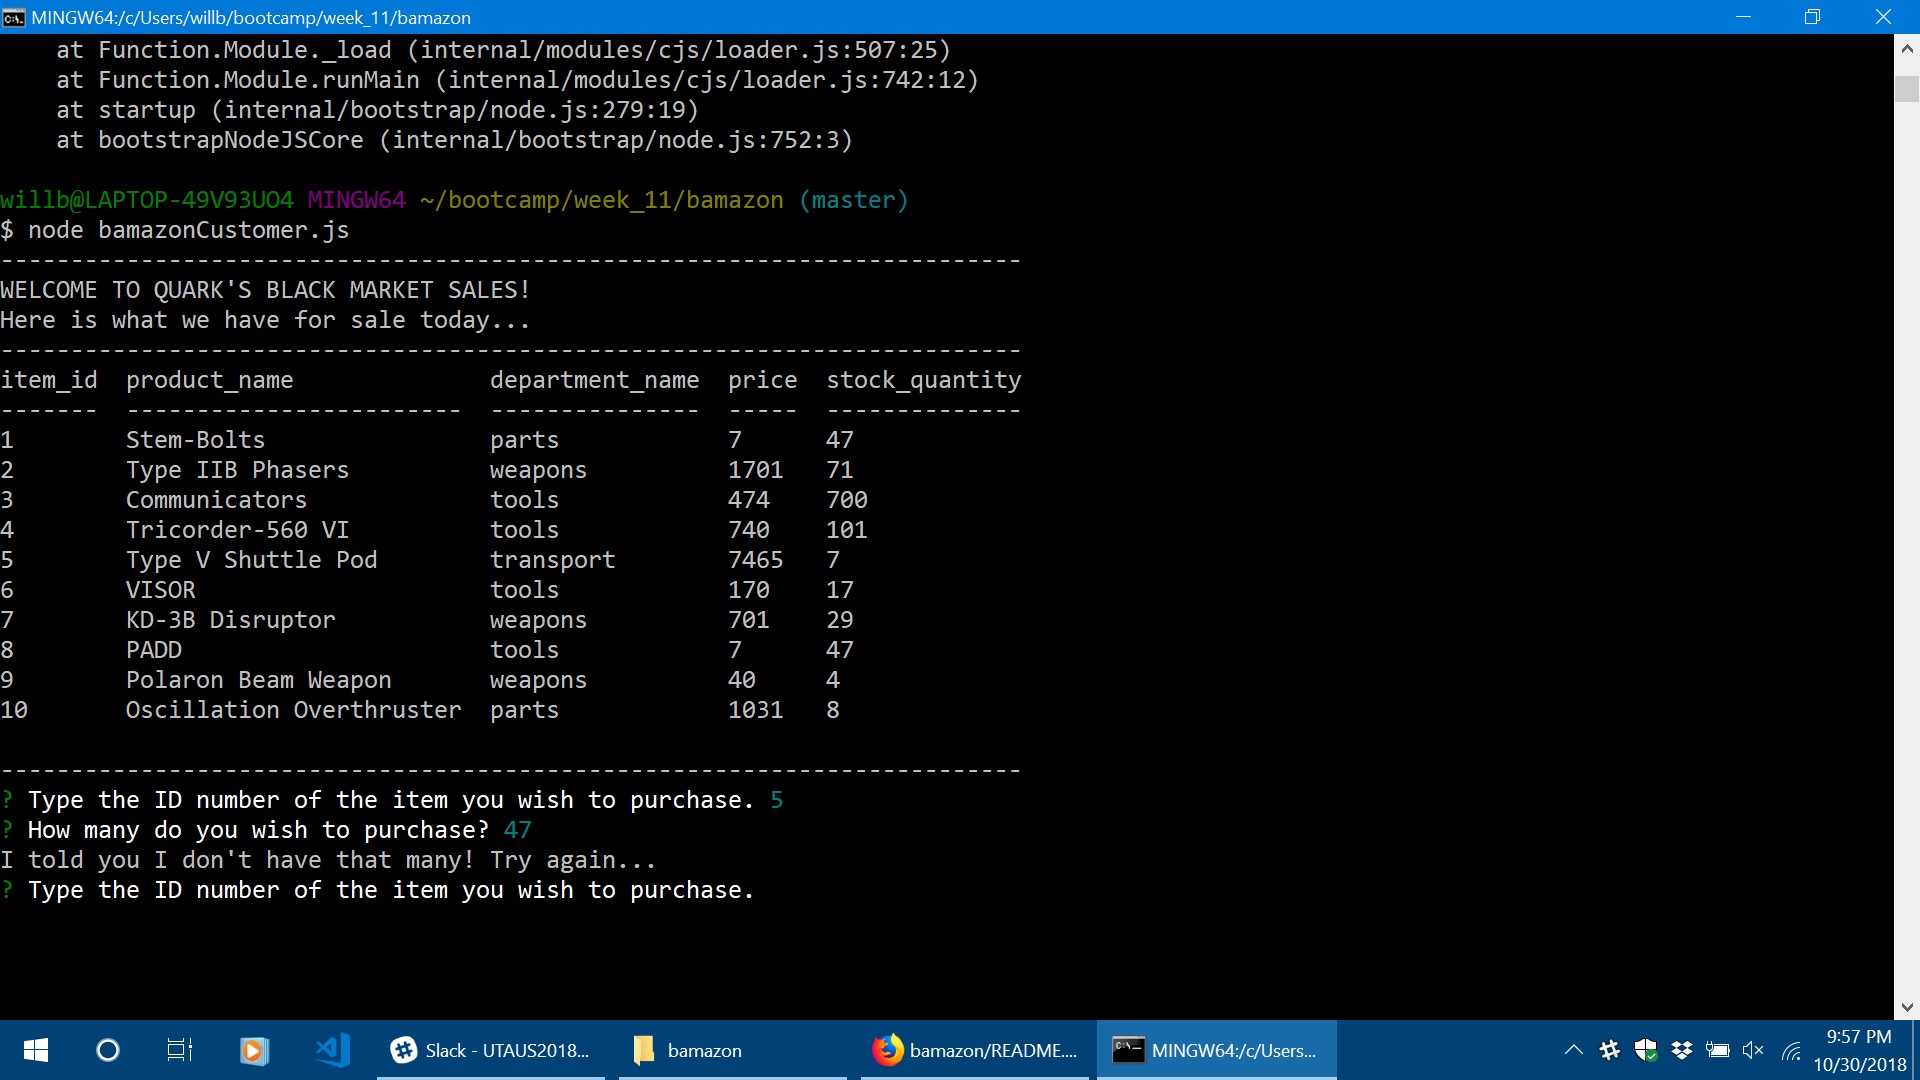 MINGW64:/c/Users/willb/bootcamp/week_11/bamazon
    at Function.Module._load (internal/modules/cjs/loader.js:507:25)
    at Function.Module.runMain (internal/modules/cjs/loader.js:742:12)
    at startup (internal/bootstrap/node.js:279:19)
    at bootstrapNodeJSCore (internal/bootstrap/node.js:752:3)
willb@LAPTOP-49V93UO4 MINGW64 ~/bootcamp/week_11/bamazon (master)
$ node bamazonCustomer.js
-------------------------------------------------------------------------
WELCOME TO QUARK'S BLACK MARKET SALES!
Here is what we have for sale today...
-------------------------------------------------------------------------
item_id  product_name              department_name  price  stock_quantity
-------  ------------------------  ---------------  -----  --------------
1        Stem-Bolts                parts            7      47
2        Type IIB Phasers          weapons          1701   71
3        Communicators             tools            474    700
4        Tricorder-560 VI          tools            740    101
5        Type V Shuttle Pod        transport        7465   7
6        VISOR                     tools            170    17
7        KD-3B Disruptor           weapons          701    29
8        PADD                      tools            7      47
9        Polaron Beam Weapon       weapons          40     4
10       Oscillation Overthruster  parts            1031   8
-------------------------------------------------------------------------
? Type the ID number of the item you wish to purchase. 5
? How many do you wish to purchase? 47
I told you I don't have that many! Try again...
? Type the ID number of the item you wish to purchase.
Slack - UTAUS2018... bamazon bamazon/README.... MINGW64:/c/Users... 9:57 PM
10/30/2018